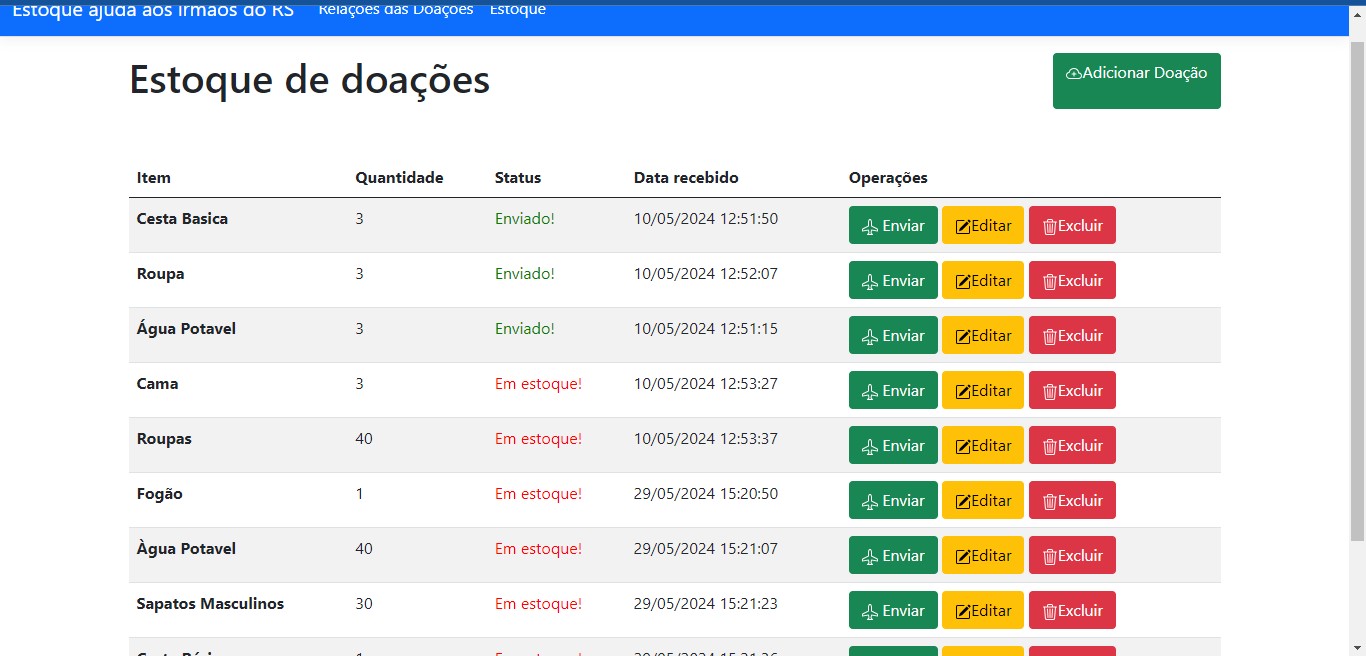 Estoque ajuda aos Irmãos do RS Relações das Doações Estoque
Estoque de doações
Adicionar Doação
Item Quantidade Status Data recebido Operações
Cesta Basica 3 Enviado! 10/05/2024 12:51:50 Enviar Editar Excluir
Roupa 3 Enviado! 10/05/2024 12:52:07 Enviar Editar Excluir
Água Potavel 3 Enviado! 10/05/2024 12:51:15 Enviar Editar Excluir
Cama 3 Em estoque! 10/05/2024 12:53:27 Enviar Editar Excluir
Roupas 40 Em estoque! 10/05/2024 12:53:37 Enviar Editar Excluir
Fogão 1 Em estoque! 29/05/2024 15:20:50 Enviar Editar Excluir
Àgua Potavel 40 Em estoque! 29/05/2024 15:21:07 Enviar Editar Excluir
Sapatos Masculinos 30 Em estoque! 29/05/2024 15:21:23 Enviar Editar Excluir